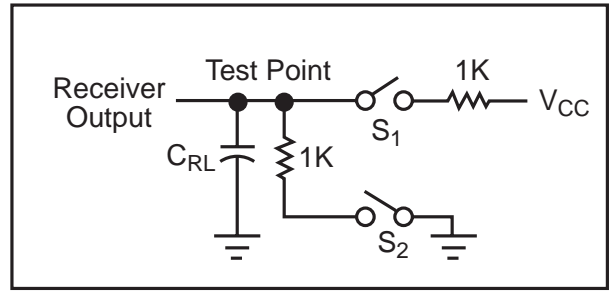 Test Point
1K
Receiver
Output
V_CC
S_1
C_RL
1K
S_2